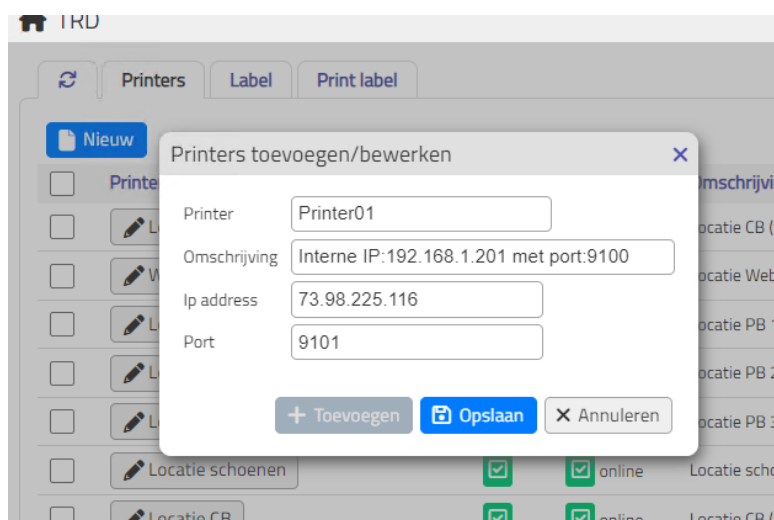 TRD
Printers Label Print label
Nieuw
Printers toevoegen/bewerken
Printer Printer01
Omschrijving Interne IP:192.168.1.201 met port:9100
Ip address 73.98.225.116
Port 9101
Toevoegen Opslaan Annuleren
Locatie schoenen online
Locatie CB online